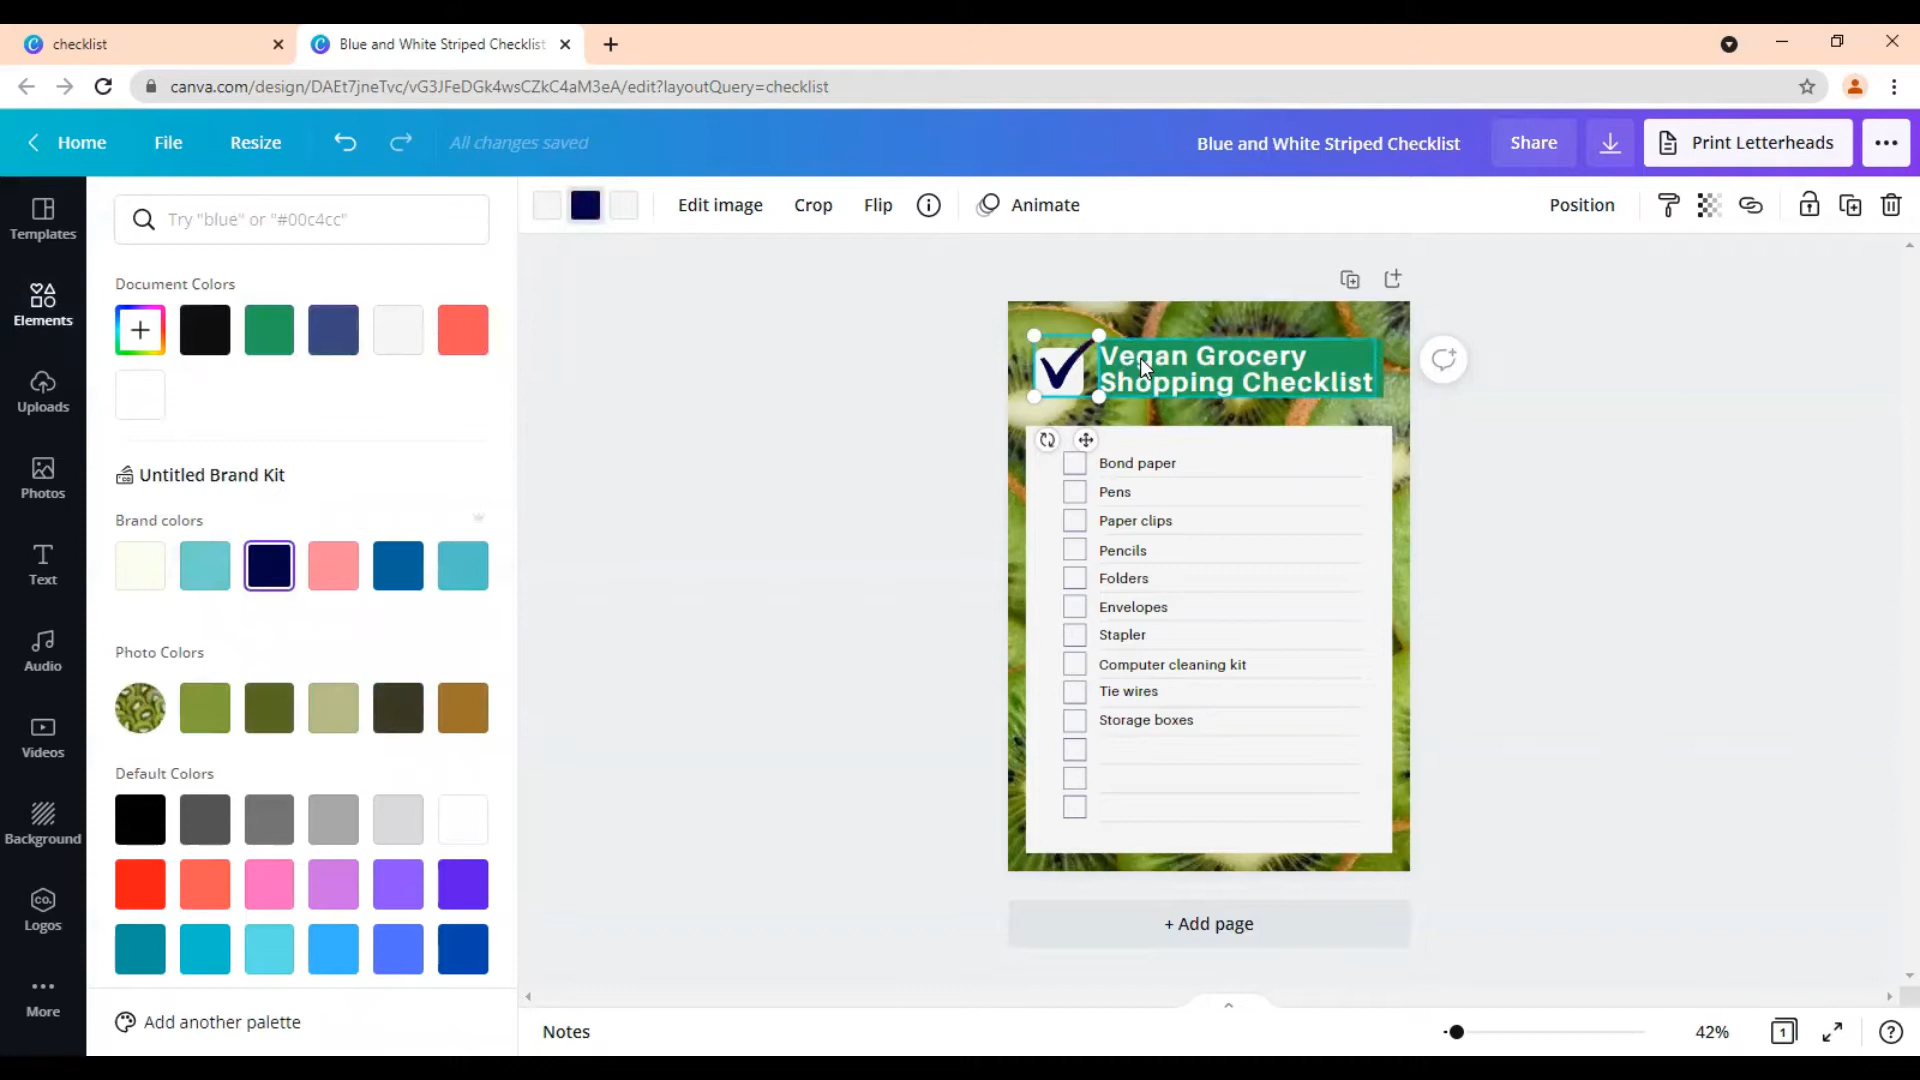 checklist
Blue and White Striped Checklist
canva.com/design/DAEt7jneTvc/vG3JFeDGk4wsCZkC4aM3eA/edit?layoutQuery=checklist
Home
File
Resize
All changes saved
Blue and White Striped Checklist
Share
Print Letterheads
Templates
Elements
Uploads
Photos
Text
Audio
Videos
Background
CO.
Logos
More
Try "blue" or "#00c4cc"
Document Colors
Untitled Brand Kit
Brand colors
Photo Colors
Default Colors
Add another palette
Edit image
Crop
Flip
Animate
Position
Vegan Grocery
Shopping Checklist
Bond paper
Pens
Paper clips
Pencils
Folders
Envelopes
Stapler
Computer cleaning kit
Tie wires
Storage boxes
+ Add page
Notes
42%
1